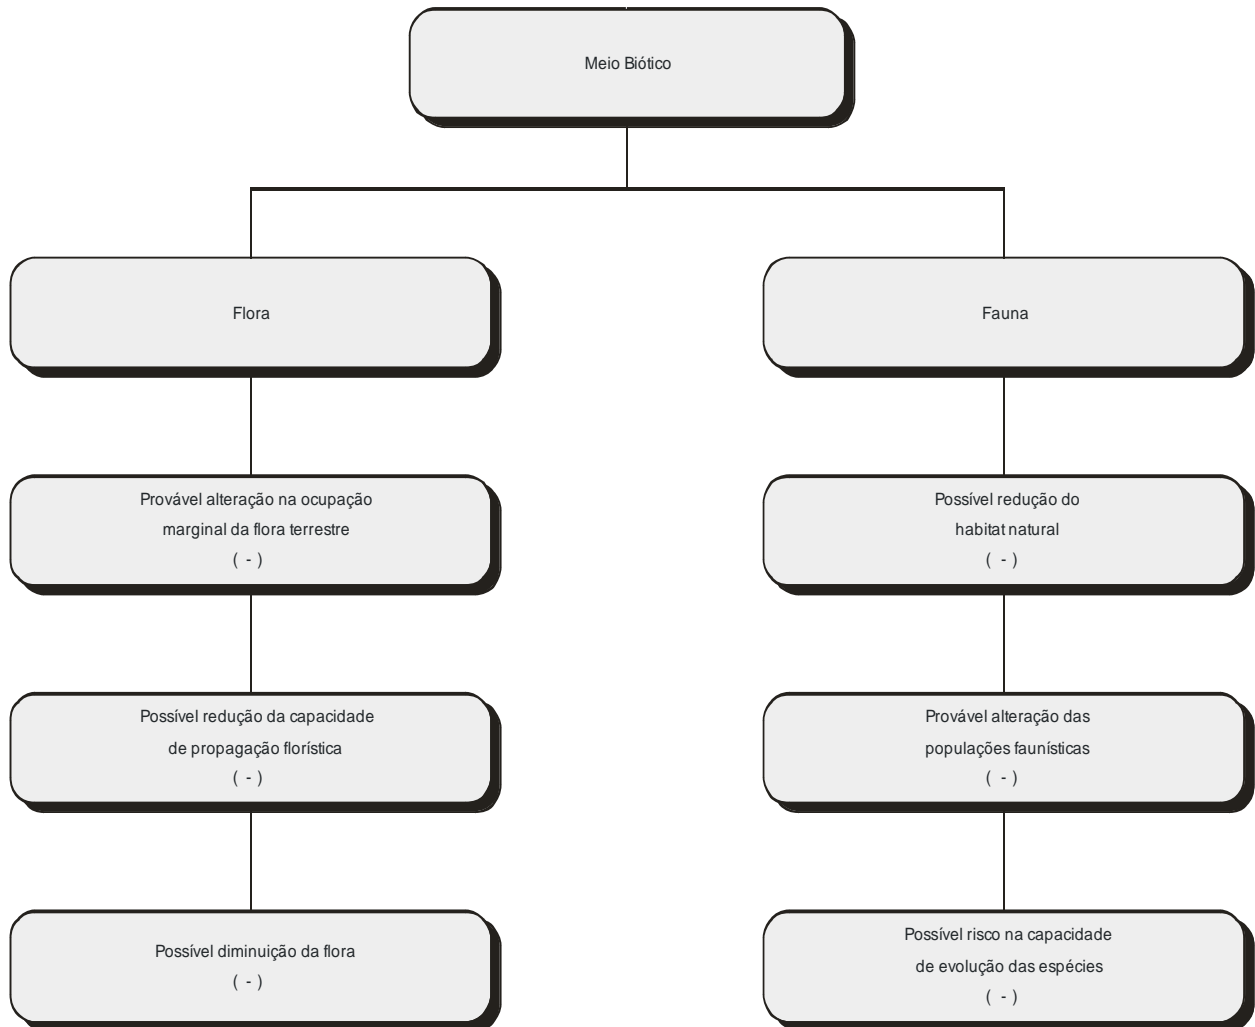 Meio Biótico
Flora
Fauna
Provável alteração na ocupação
marginal da flora terrestre
( - )
Possível redução do
habitat natural
( - )
Possível redução da capacidade
de propagação florística
( - )
Provável alteração das
populações faunísticas
( - )
Possível diminuição da flora
( - )
Possível risco na capacidade
de evolução das espécies
( - )